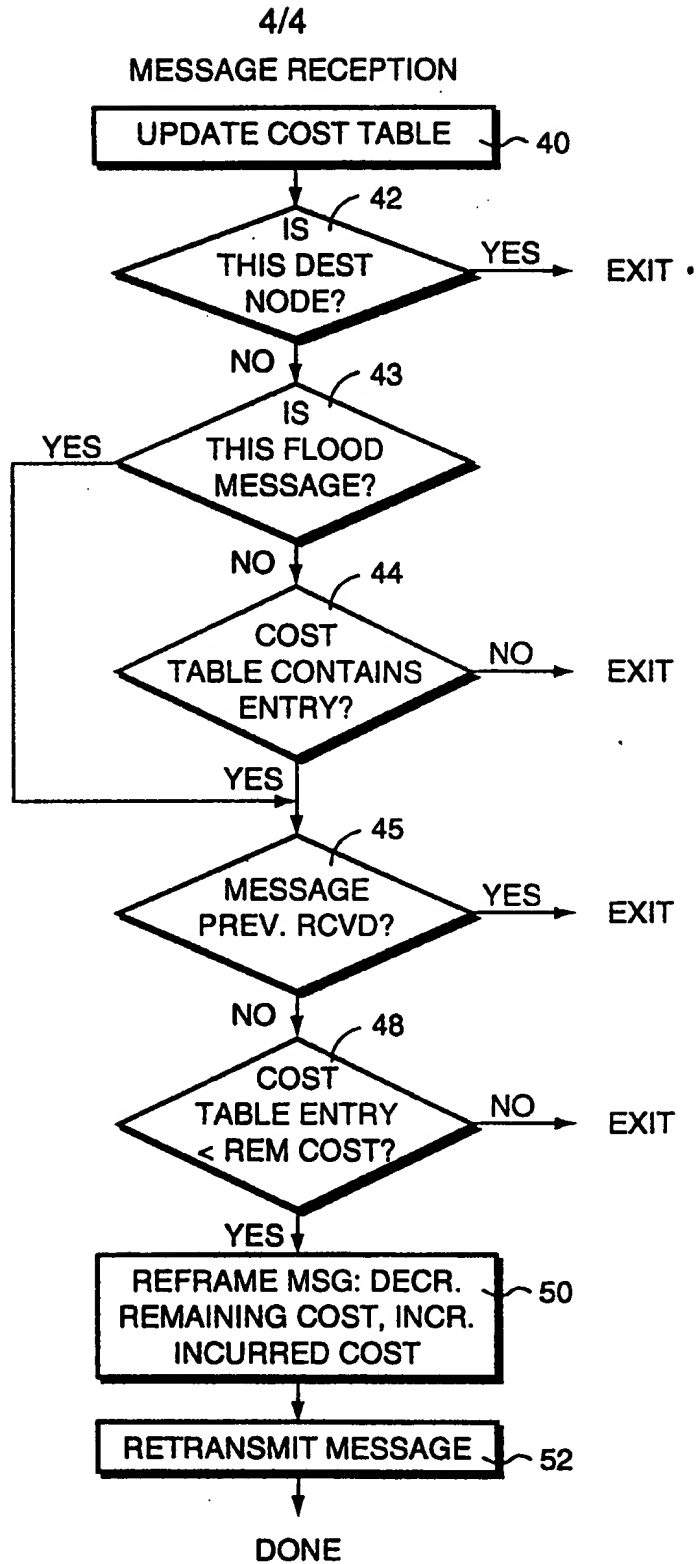 4/4
MESSAGE RECEPTION
UPDATE COST TABLE
40
42
IS
THIS DEST
NODE?
YES
EXIT
NO
43
IS
THIS FLOOD
MESSAGE?
YES
NO
44
COST
TABLE CONTAINS
ENTRY?
NO
EXIT
YES
45
MESSAGE
PREV. RCVD?
YES
EXIT
NO
48
COST
TABLE ENTRY
< REM COST?
NO
EXIT
YES
REFRAME MSG: DECR.
REMAINING COST, INCR.
INCURRED COST
50
RETRANSMIT MESSAGE
52
DONE